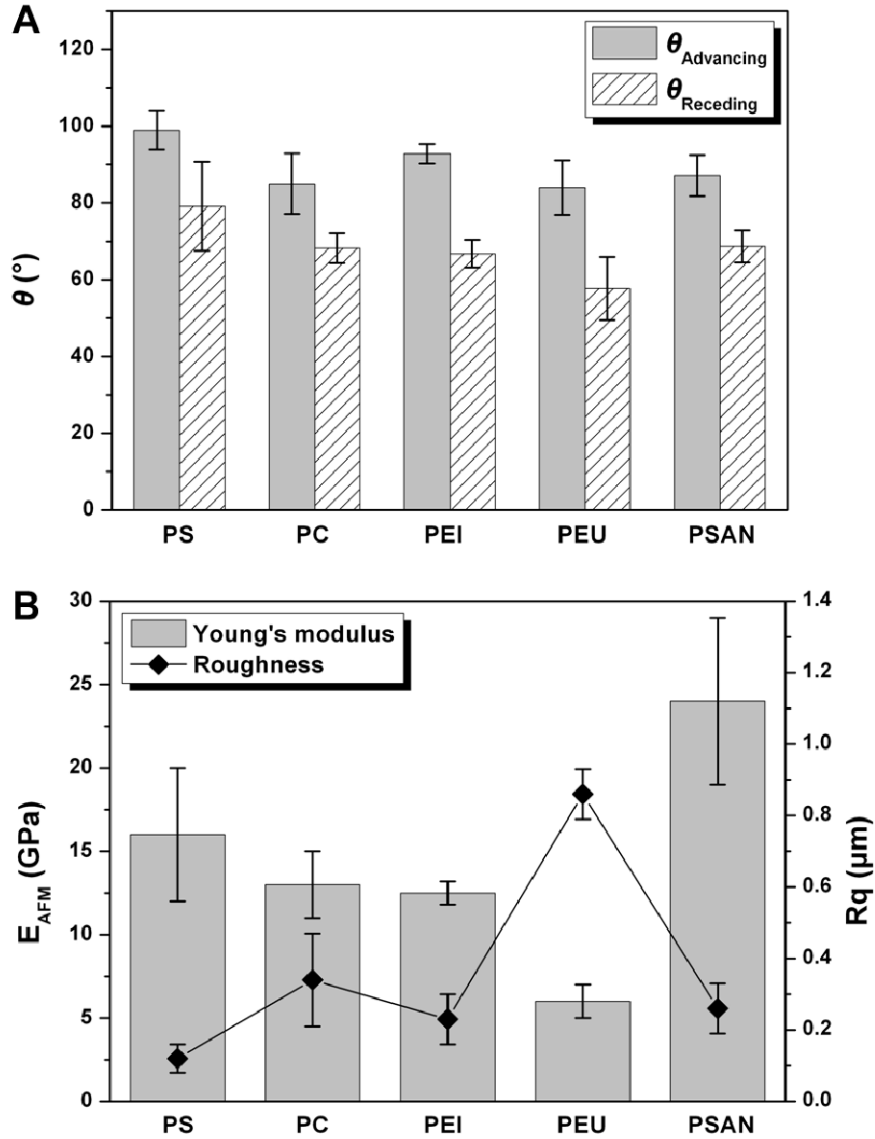 A
θAdvancing
θReceding
120
100
80
60
40
20
0
θ (°)
PS PC PEI PEU PSAN
B
Young's modulus
Roughness
30
25
20
15
10
5
0
EAFM (GPa)
1.4
1.2
1.0
0.8
0.6
0.4
0.2
0.0
Rq (μm)
PS PC PEI PEU PSAN